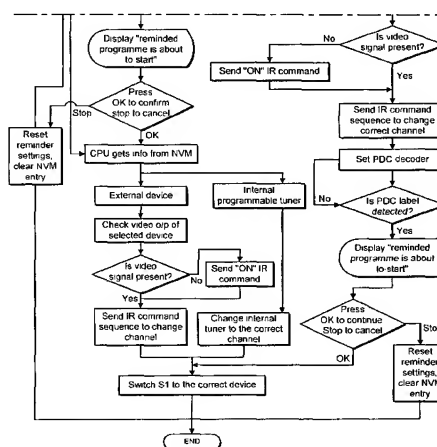 Display "reminded
programme is about
to start"
Press
OK to confirm
stop to cancel
Stop
OK
Reset
reminder
settings,
clear NVM
entry
CPU gets info from NVM
External device
Internal
programmable tuner
Check video o/p of
selected device
Is video
signal present?
No
Send "ON" IR
command
Yes
Send IR command
sequence to change
channel
Change internal
tuner to the correct
channel
Switch S1 to the correct device
END
Is video
signal present?
No
Send "ON" IR command
Yes
Send IR command
sequence to change
correct channel
Set PDC decoder
Is PDC label
detected?
No
Yes
Display "reminded
programme is about
to-start"
Press
OK to continue
Stop to cancel
Stop
OK
Reset
reminder
settings,
clear NVM
entry